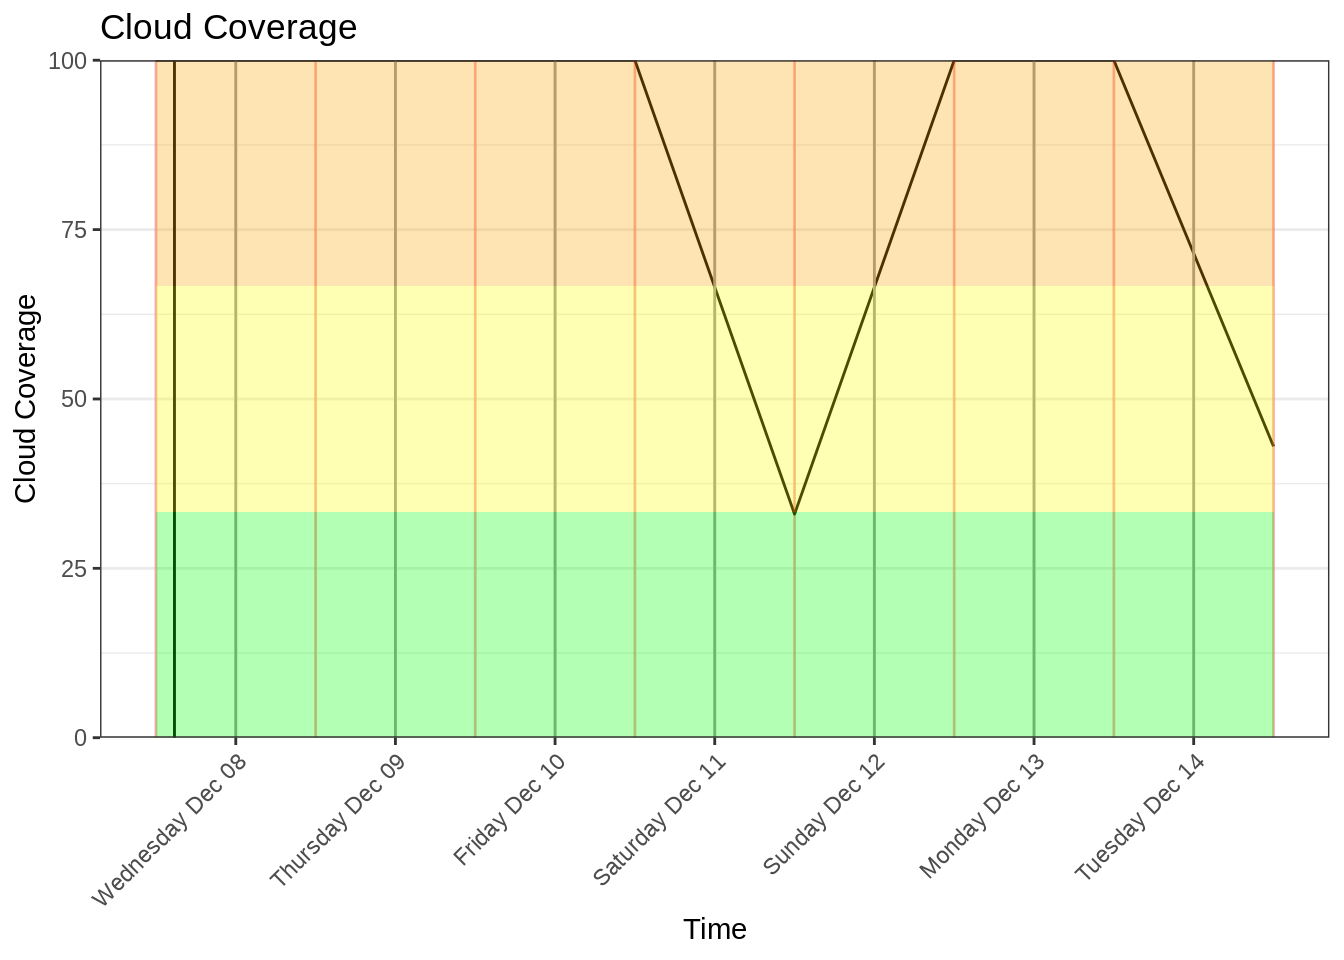 Cloud Coverage
100
75
50
25
0
Cloud Coverage
Wednesday Dec 08
Thursday Dec 09
Friday Dec 10
Saturday Dec 11
Sunday Dec 12
Monday Dec 13
Tuesday Dec 14
Time